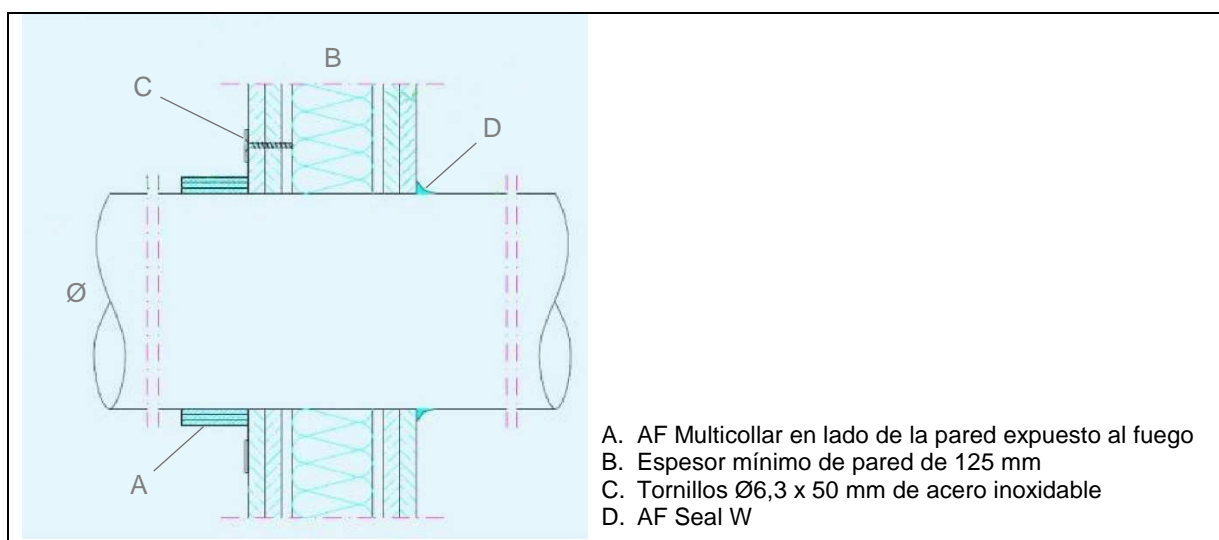 B
C
D
Ø
A
A. AF Multicollar en lado de la pared expuesto al fuego
B. Espesor mínimo de pared de 125 mm
C. Tornillos Ø6,3 x 50 mm de acero inoxidable
D. AF Seal W